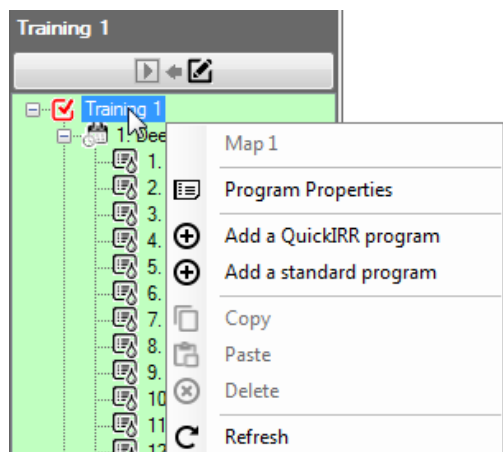 Training 1
Training 1
1. Dee
Map 1
1.
2.
Program Properties
3.
4.
Add a QuickIRR program
5.
Add a standard program
6.
7.
Copy
8.
Paste
9.
10
Delete
11
Refresh
12